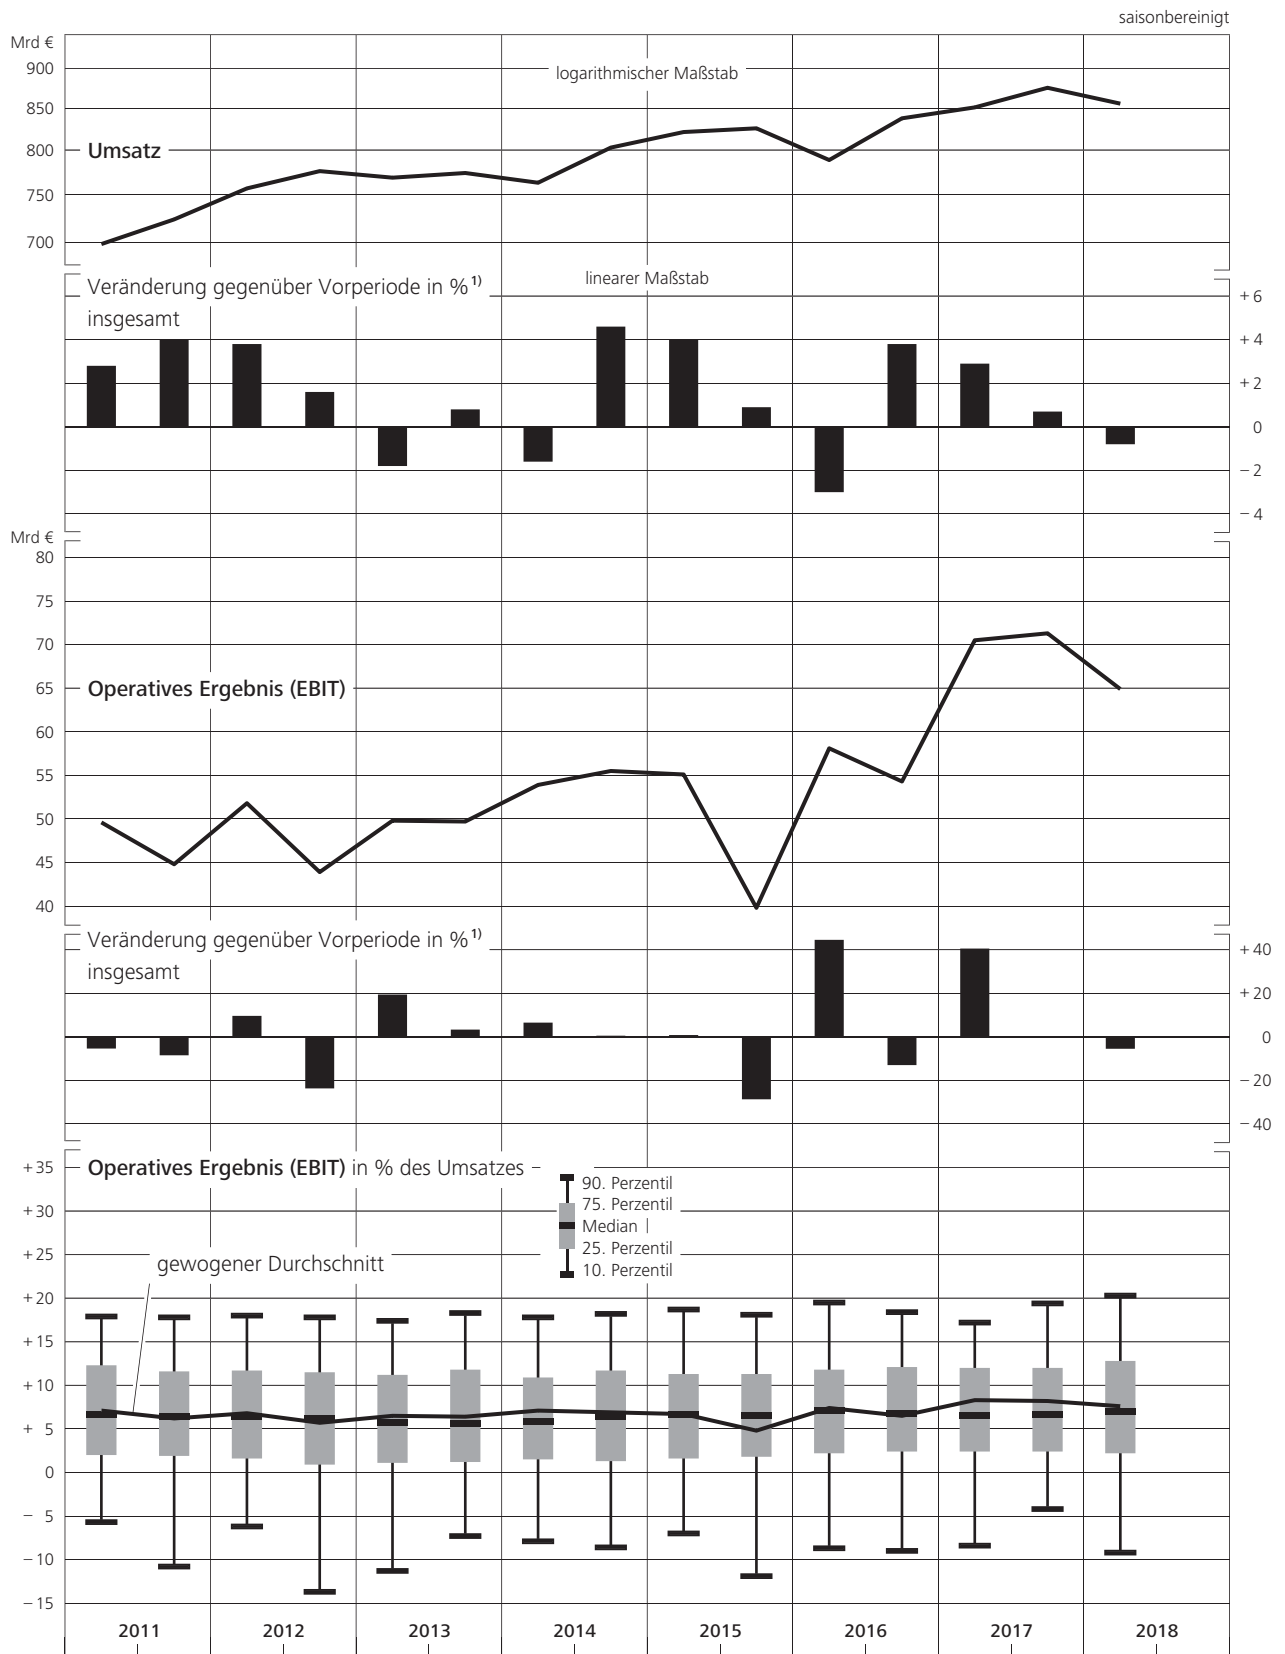 saisonbereinigt
Mrd €
900
logarithmischer Maßstab
850
800
Umsatz
750
700
linearer Maßstab
Veränderung gegenüber Vorperiode in %¹⁾
insgesamt
+ 6
+ 4
+ 2
0
− 2
− 4
Mrd €
80
75
70
65
Operatives Ergebnis (EBIT)
60
55
50
45
40
Veränderung gegenüber Vorperiode in %¹⁾
insgesamt
+ 40
+ 20
0
− 20
− 40
+ 35
Operatives Ergebnis (EBIT) in % des Umsatzes
90. Perzentil
75. Perzentil
Median
25. Perzentil
10. Perzentil
+ 30
+ 25
gewogener Durchschnitt
+ 20
+ 15
+ 10
+ 5
0
− 5
− 10
− 15
2011 2012 2013 2014 2015 2016 2017 2018